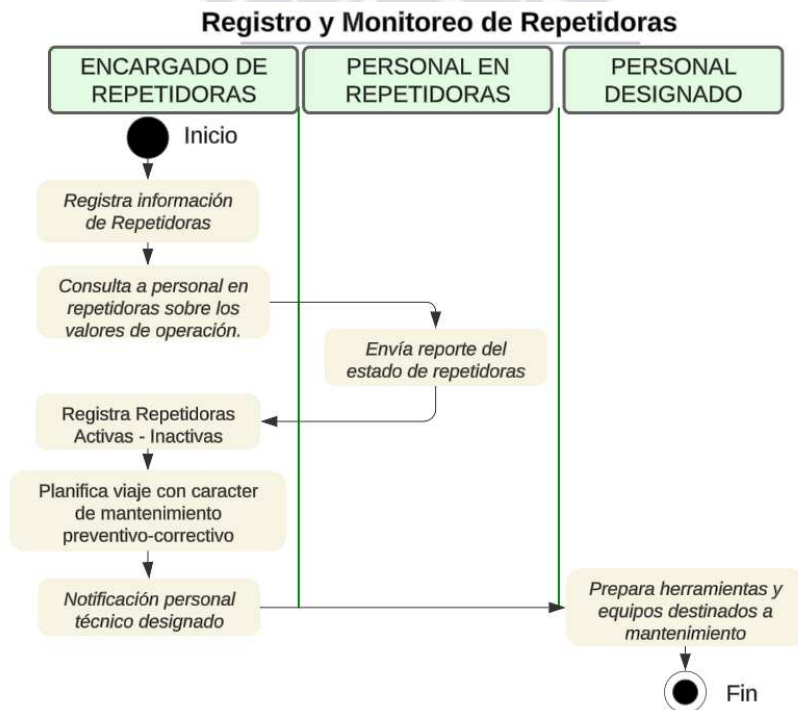 Registro y Monitoreo de Repetidoras
ENCARGADO DE
REPETIDORAS
PERSONAL EN
REPETIDORAS
PERSONAL
DESIGNADO
Inicio
Registra información
de Repetidoras
Consulta a personal en
repetidoras sobre los
valores de operación.
Envía reporte del
estado de repetidoras
Registra Repetidoras
Activas - Inactivas
Planifica viaje con caracter
de mantenimiento
preventivo-correctivo
Notificación personal
técnico designado
Prepara herramientas y
equipos destinados a
mantenimiento
Fin